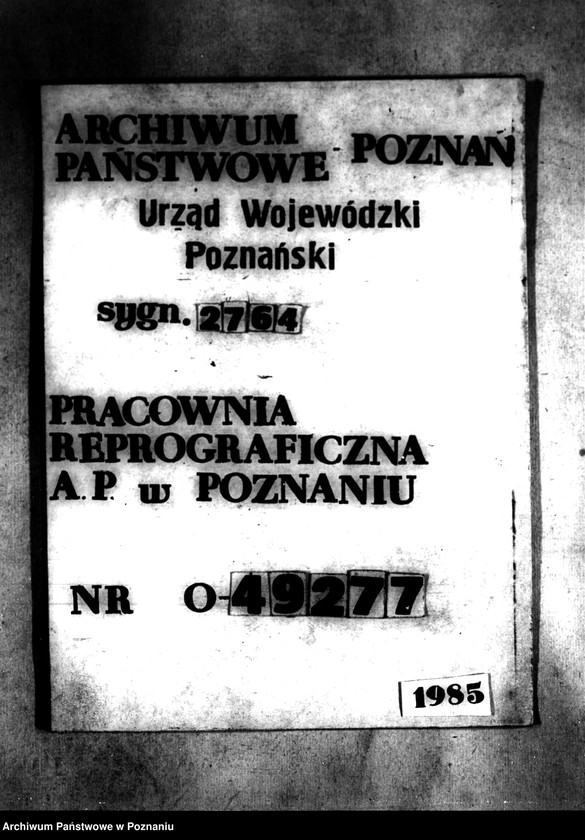 ARCHIWUM
PAŃSTWOWE - POZNAŃ
Urząd Wojewódzki
Poznański
sygn. 2764
PRACOWNIA
REPROGRAFICZNA
A.P. w POZNANIU
NR O-49277
1985
Archiwum Państwowe w Poznaniu